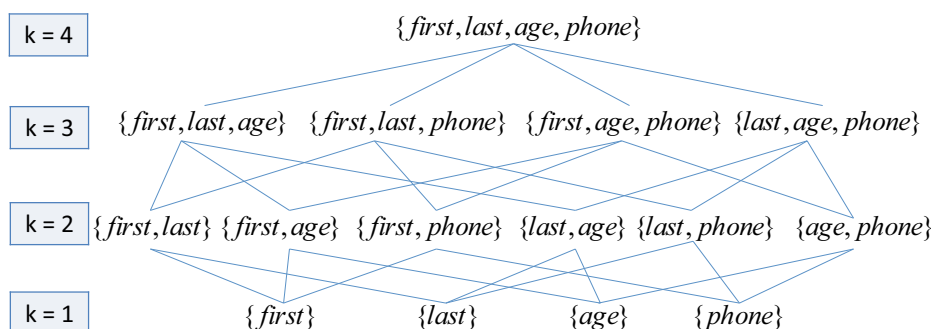 k = 4 {first,last,age,phone}
k = 3 {first,last,age} {first,last,phone} {first,age,phone} {last,age,phone}
k = 2 {first,last} {first,age} {first,phone} {last,age} {last,phone} {age,phone}
k = 1 {first} {last} {age} {phone}